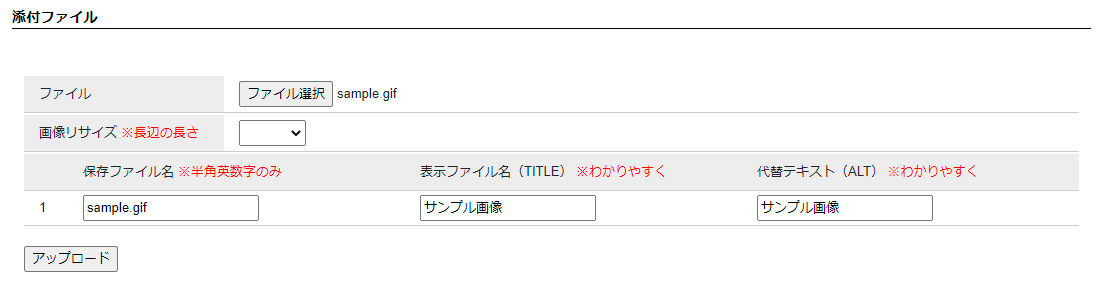 添付ファイル
ファイル ファイル選択 sample.gif
画像リサイズ ※長辺の長さ
保存ファイル名 ※半角英数字のみ 表示ファイル名（TITLE） ※わかりやすく 代替テキスト（ALT） ※わかりやすく
1 sample.gif サンプル画像 サンプル画像
アップロード